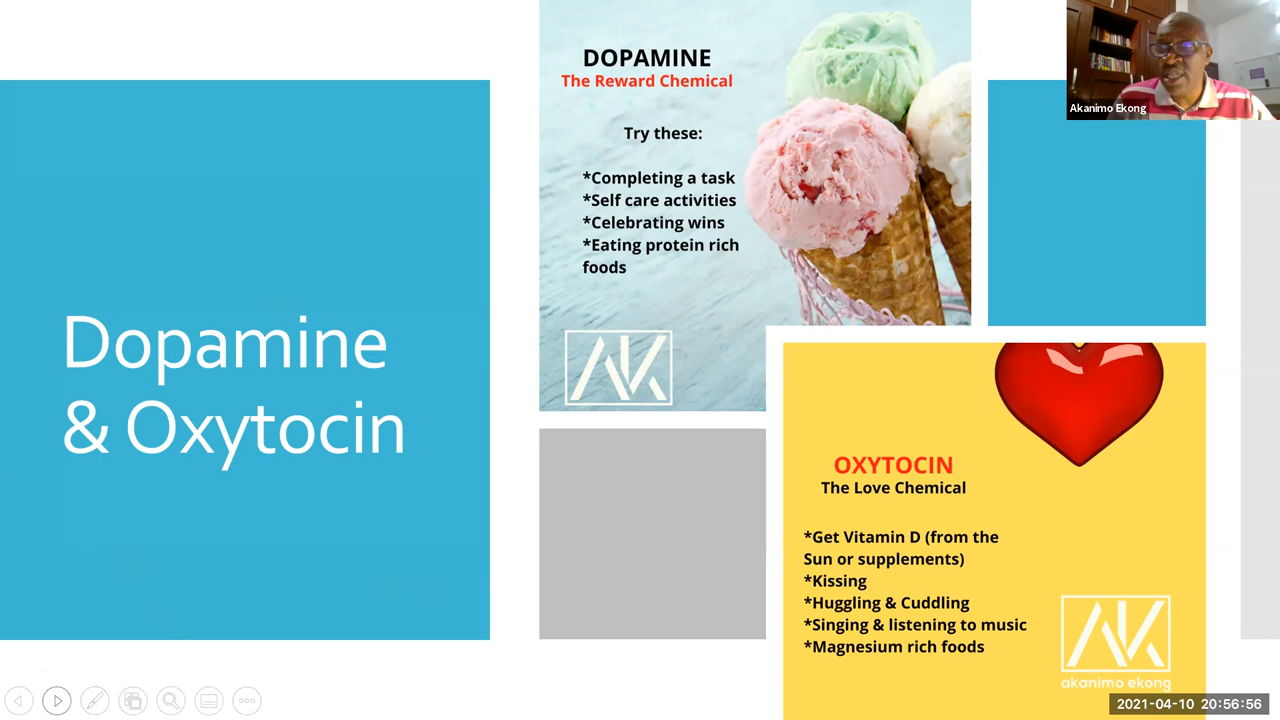 Dopamine
& Oxytocin
DOPAMINE
The Reward Chemical
Try these:
*Completing a task
*Self care activities
*Celebrating wins
*Eating protein rich
foods
AK
OXYTOCIN
The Love Chemical
*Get Vitamin D (from the
Sun or supplements)
*Kissing
*Huggling & Cuddling
*Singing & listening to music
*Magnesium rich foods
AK
akanimo ekong
Akanimo Ekong
2021-04-10 20:56:56